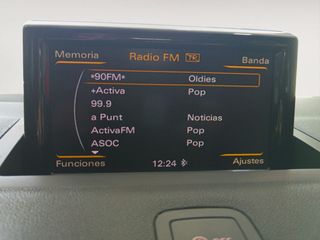 Memoria Radio FM TP Banda
*90FM* Oldies
+Activa Pop
99.9
a Punt Noticias
ActivaFM Pop
ASOC Pop
Funciones 12:24 Ajustes
OFF